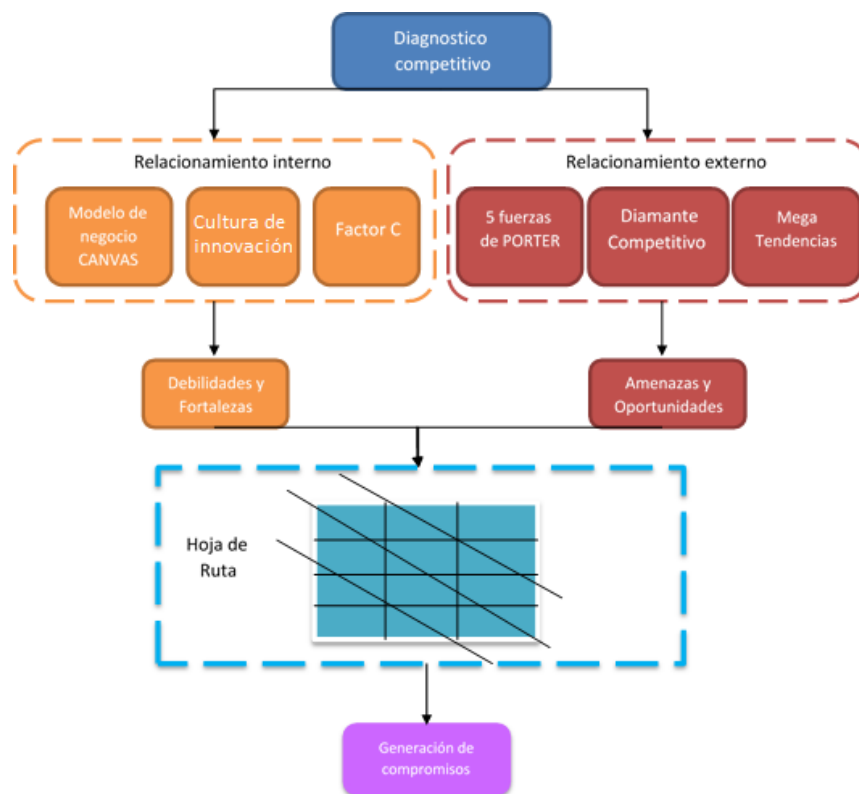 Diagnostico
competitivo
Relacionamiento interno
Modelo de
negocio
CANVAS
Cultura de
innovación
Factor C
Relacionamiento externo
5 fuerzas
de PORTER
Diamante
Competitivo
Mega
Tendencias
Debilidades y
Fortalezas
Amenazas y
Oportunidades
Hoja de
Ruta
Generación de
compromisos